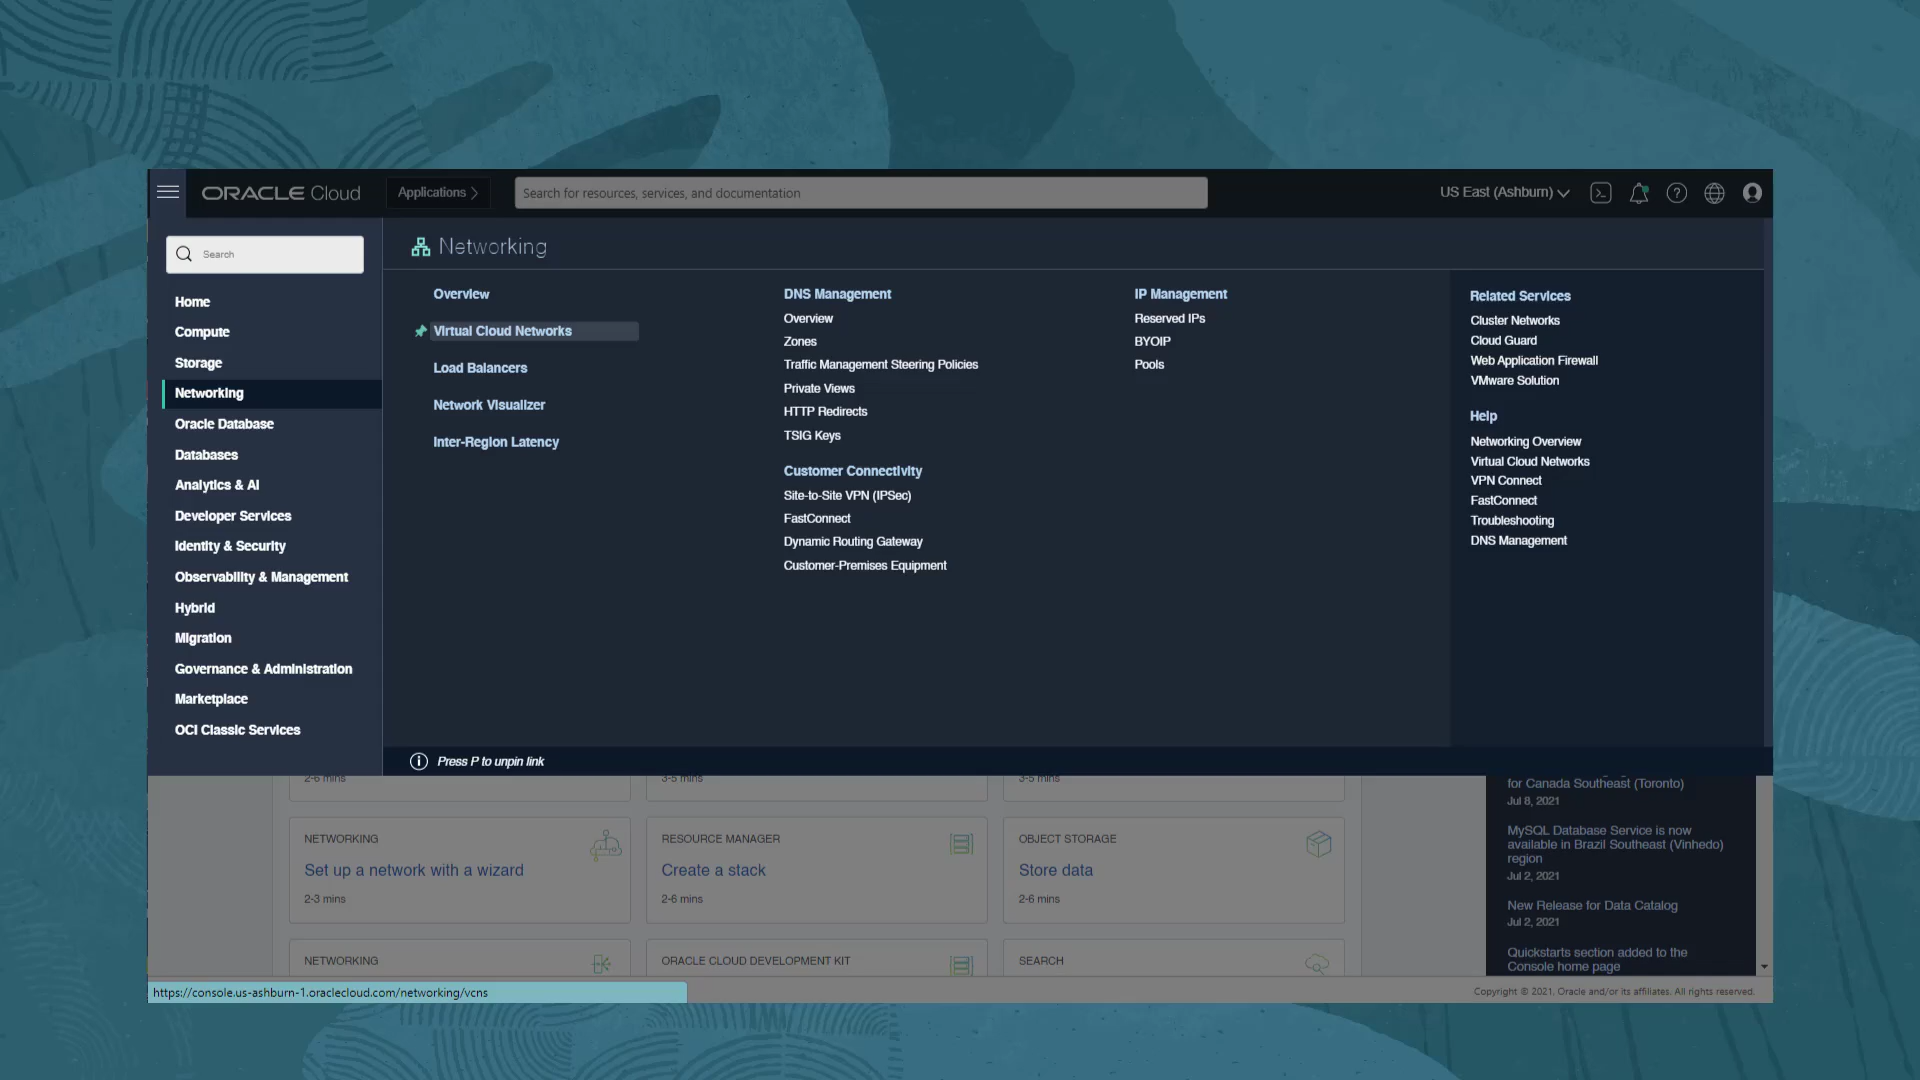 ORACLE Cloud
Applications
Search for resources, services, and documentation
US East (Ashburn)
Search
Home
Compute
Storage
Networking
Oracle Database
Databases
Analytics & AI
Developer Services
Identity & Security
Observability & Management
Hybrid
Migration
Governance & Administration
Marketplace
OCI Classic Services
Networking
Overview
Virtual Cloud Networks
Load Balancers
Network Visualizer
Inter-Region Latency
DNS Management
Overview
Zones
Traffic Management Steering Policies
Private Views
HTTP Redirects
TSIG Keys
Customer Connectivity
Site-to-Site VPN (IPSec)
FastConnect
Dynamic Routing Gateway
Customer-Premises Equipment
IP Management
Reserved IPs
BYOIP
Pools
Related Services
Cluster Networks
Cloud Guard
Web Application Firewall
VMware Solution
Help
Networking Overview
Virtual Cloud Networks
VPN Connect
FastConnect
Troubleshooting
DNS Management
Press P to unpin link
2-6 mins
3-5 mins
3-5 mins
NETWORKING
Set up a network with a wizard
2-3 mins
RESOURCE MANAGER
Create a stack
2-6 mins
OBJECT STORAGE
Store data
2-6 mins
NETWORKING
ORACLE CLOUD DEVELOPMENT KIT
SEARCH
for Canada Southeast (Toronto)
Jul 8, 2021
MySQL Database Service is now
available in Brazil Southeast (Vinhedo)
region
Jul 2, 2021
New Release for Data Catalog
Jul 2, 2021
Quickstarts section added to the
Console home page
https://console.us-ashburn-1.oraclecloud.com/networking/vcns
Copyright © 2021, Oracle and/or its affiliates. All rights reserved.